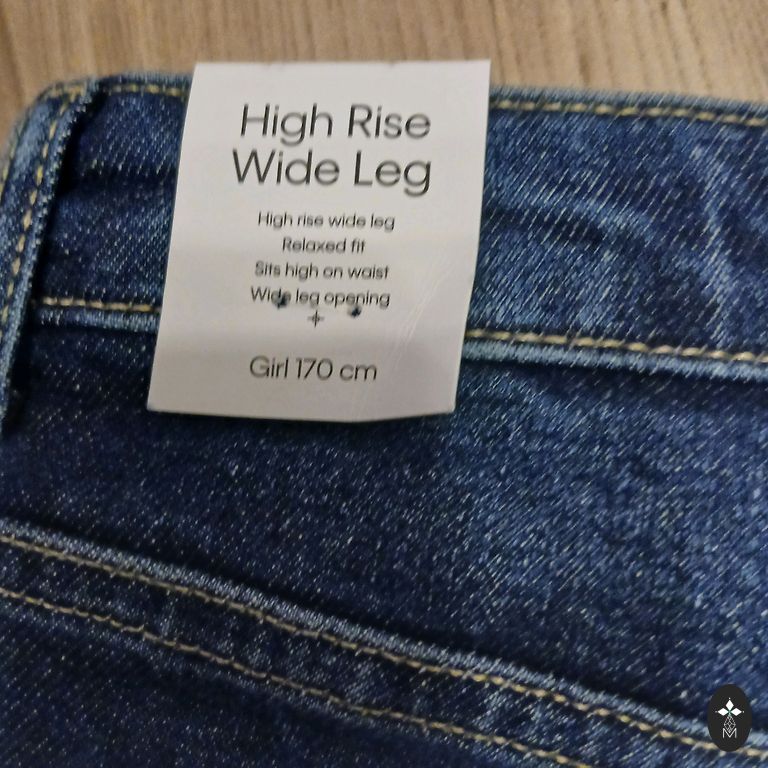 High Rise
Wide Leg
High rise wide leg
Relaxed fit
Sits high on waist
Wide leg opening
Girl 170 cm
M